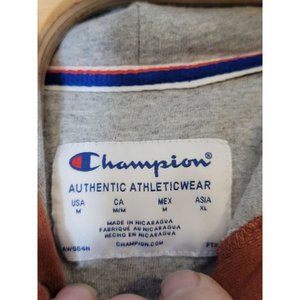 Champion®
AUTHENTIC ATHLETICWEAR
USA CA MEX ASIA
M M/M M XL
MADE IN NICARAGUA
FABRIQUÉ AU NICARAGUA
HECHO EN NICARAGUA
CHAMPION.COM